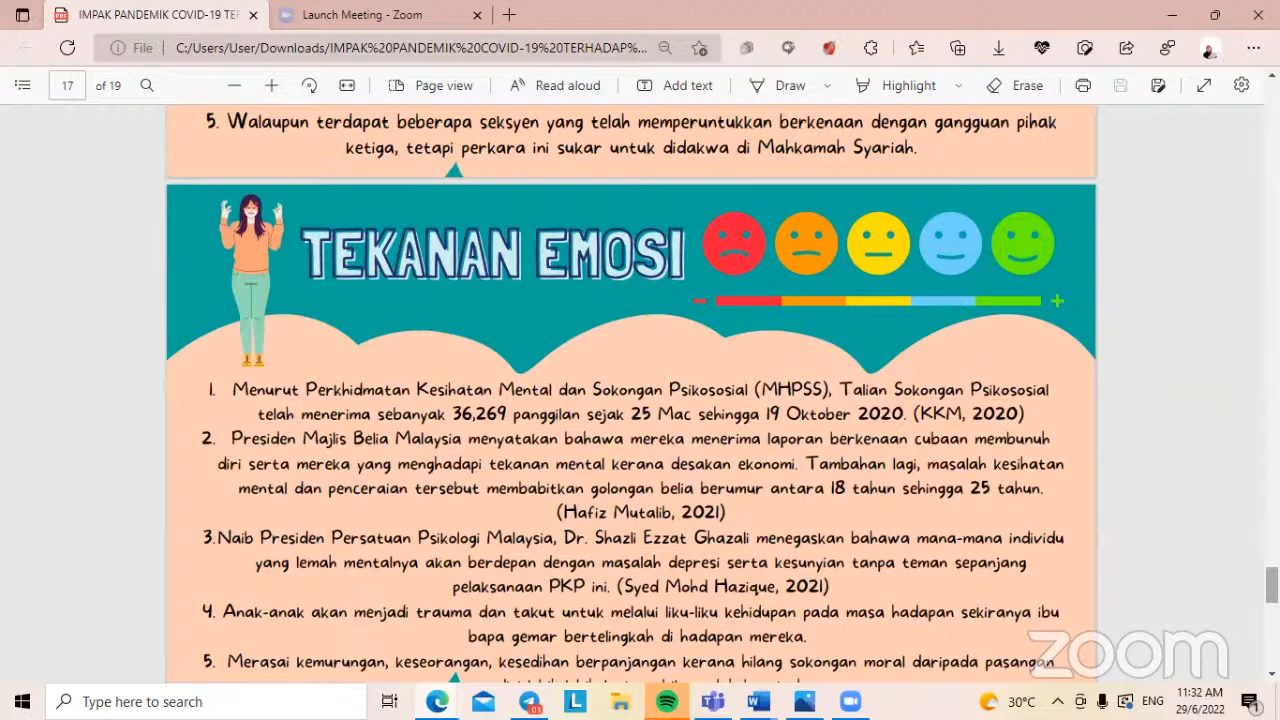 IMPAK PANDEMIK COVID-19 TER
Launch Meeting - Zoom
File
C:/Users/User/Downloads/IMPAK%20PANDEMIK%20COVID-19%20TERHADAP%...
17 of 19
Page view
Read aloud
Add text
Draw
Highlight
Erase
5. Walaupun terdapat beberapa seksyen yang telah memperuntukkan berkenaan dengan gangguan pihak
ketiga, tetapi perkara ini sukar untuk didakwa di Mahkamah Syariah.
TEKANAN EMOSI
- +
1. Menurut Perkhidmatan Kesihatan Mental dan Sokongan Psikososial (MHPSS), Talian Sokongan Psikososial
telah menerima sebanyak 36,269 panggilan sejak 25 Mac sehingga 19 Oktober 2020. (KKM, 2020)
2. Presiden Majlis Belia Malaysia menyatakan bahawa mereka menerima laporan berkenaan cubaan membunuh
diri serta mereka yang menghadapi tekanan mental kerana desakan ekonomi. Tambahan lagi, masalah kesihatan
mental dan penceraian tersebut membabitkan golongan belia berumur antara 18 tahun sehingga 25 tahun.
(Hafiz Mutalib, 2021)
3.Naib Presiden Persatuan Psikologi Malaysia, Dr. Shazli Ezzat Ghazali menegaskan bahawa mana-mana individu
yang lemah mentalnya akan berdepan dengan masalah depresi serta kesunyian tanpa teman sepanjang
pelaksanaan PKP ini. (Syed Mohd Hazique, 2021)
4. Anak-anak akan menjadi trauma dan takut untuk melalui liku-liku kehidupan pada masa hadapan sekiranya ibu
bapa gemar bertelingkah di hadapan mereka.
5. Merasai kemurungan, keseorangan, kesedihan berpanjangan kerana hilang sokongan moral daripada pasangan
zoom
Type here to search
05
30°C
ENG
11:32 AM
29/6/2022
1